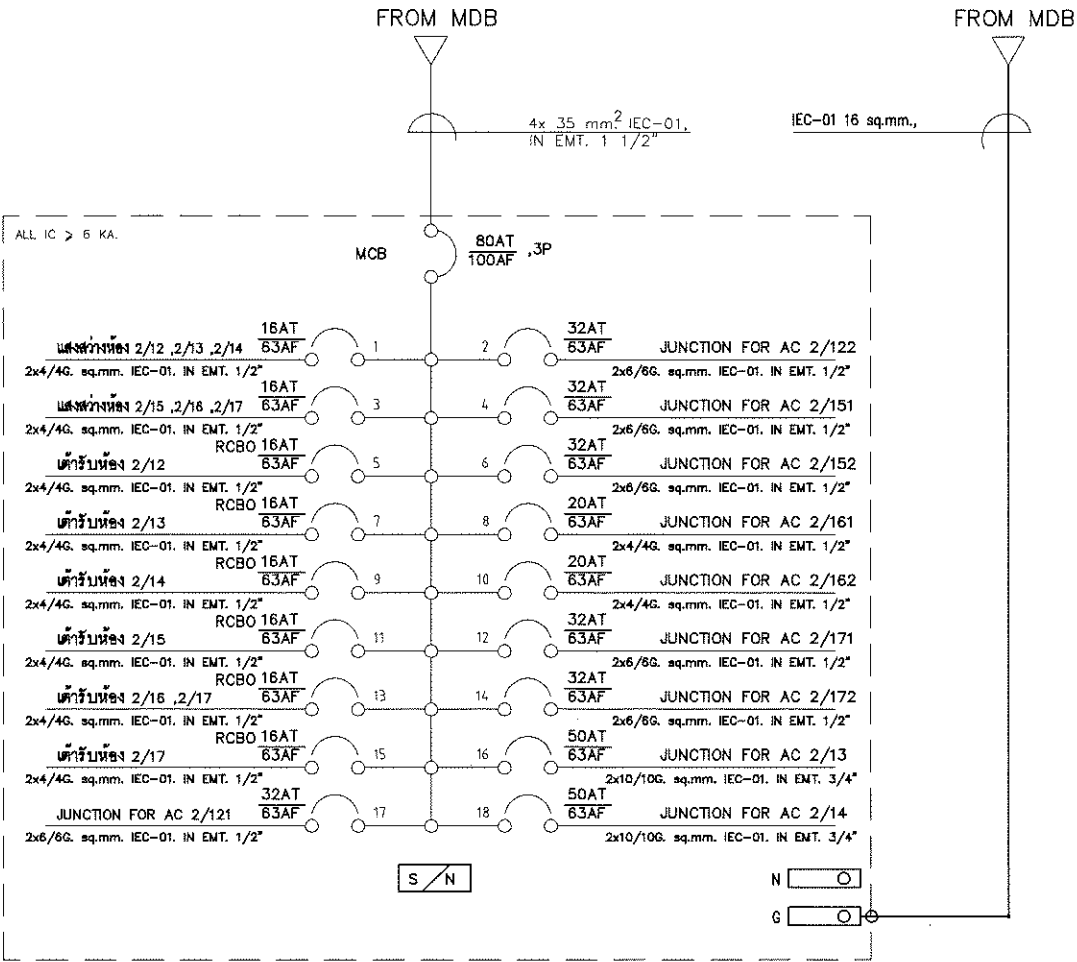 FROM MDB
FROM MDB
4x 35 mm.² IEC-01,
IN EMT. 1 1/2"
IEC-01 16 sq.mm.,
ALL IC ⩾ 6 KA.
MCB
80AT
100AF ,3P
16AT
แสงสว่างห้อง 2/12 ,2/13 ,2/14 63AF 1
2x4/4G. sq.mm. IEC-01. IN EMT. 1/2"
32AT
2 63AF JUNCTION FOR AC 2/122
2x6/6G. sq.mm. IEC-01. IN EMT. 1/2"
16AT
แสงสว่างห้อง 2/15 ,2/16 ,2/17 63AF 3
2x4/4G. sq.mm. IEC-01. IN EMT. 1/2"
32AT
4 63AF JUNCTION FOR AC 2/151
2x6/6G. sq.mm. IEC-01. IN EMT. 1/2"
RCBO 16AT
เต้ารับห้อง 2/12 63AF 5
2x4/4G. sq.mm. IEC-01. IN EMT. 1/2"
32AT
6 63AF JUNCTION FOR AC 2/152
2x6/6G. sq.mm. IEC-01. IN EMT. 1/2"
RCBO 16AT
เต้ารับห้อง 2/13 63AF 7
2x4/4G. sq.mm. IEC-01. IN EMT. 1/2"
20AT
8 63AF JUNCTION FOR AC 2/161
2x4/4G. sq.mm. IEC-01. IN EMT. 1/2"
RCBO 16AT
เต้ารับห้อง 2/14 63AF 9
2x4/4G. sq.mm. IEC-01. IN EMT. 1/2"
20AT
10 63AF JUNCTION FOR AC 2/162
2x4/4G. sq.mm. IEC-01. IN EMT. 1/2"
RCBO 16AT
เต้ารับห้อง 2/15 63AF 11
2x4/4G. sq.mm. IEC-01. IN EMT. 1/2"
32AT
12 63AF JUNCTION FOR AC 2/171
2x6/6G. sq.mm. IEC-01. IN EMT. 1/2"
RCBO 16AT
เต้ารับห้อง 2/16 ,2/17 63AF 13
2x4/4G. sq.mm. IEC-01. IN EMT. 1/2"
32AT
14 63AF JUNCTION FOR AC 2/172
2x6/6G. sq.mm. IEC-01. IN EMT. 1/2"
RCBO 16AT
เต้ารับห้อง 2/17 63AF 15
2x4/4G. sq.mm. IEC-01. IN EMT. 1/2"
50AT
16 63AF JUNCTION FOR AC 2/13
2x10/10G. sq.mm. IEC-01. IN EMT. 3/4"
32AT
JUNCTION FOR AC 2/121 63AF 17
2x6/6G. sq.mm. IEC-01. IN EMT. 1/2"
50AT
18 63AF JUNCTION FOR AC 2/14
2x10/10G. sq.mm. IEC-01. IN EMT. 3/4"
S/N
N
G